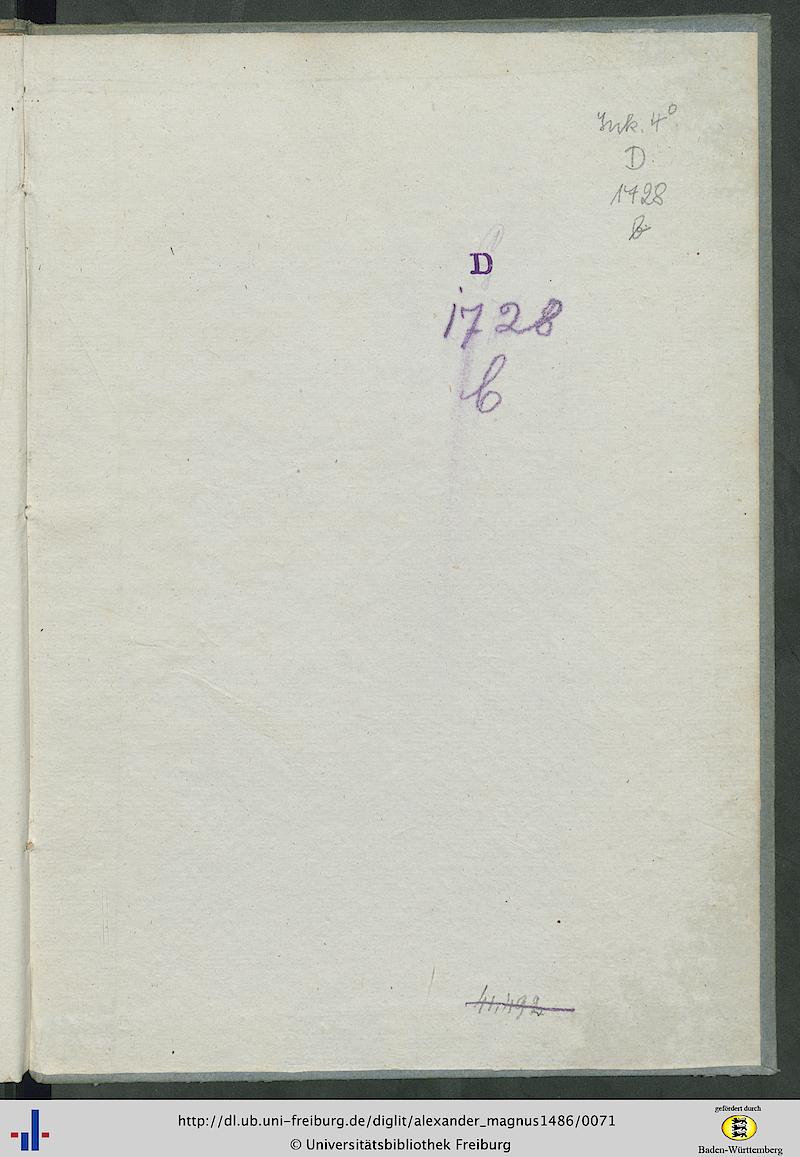 Ink. 4°
D
1728
b
D
1728
b
41,492
http://dl.ub.uni-freiburg.de/diglit/alexander_magnus1486/0071
© Universitätsbibliothek Freiburg
gefördert durch
Baden-Württemberg